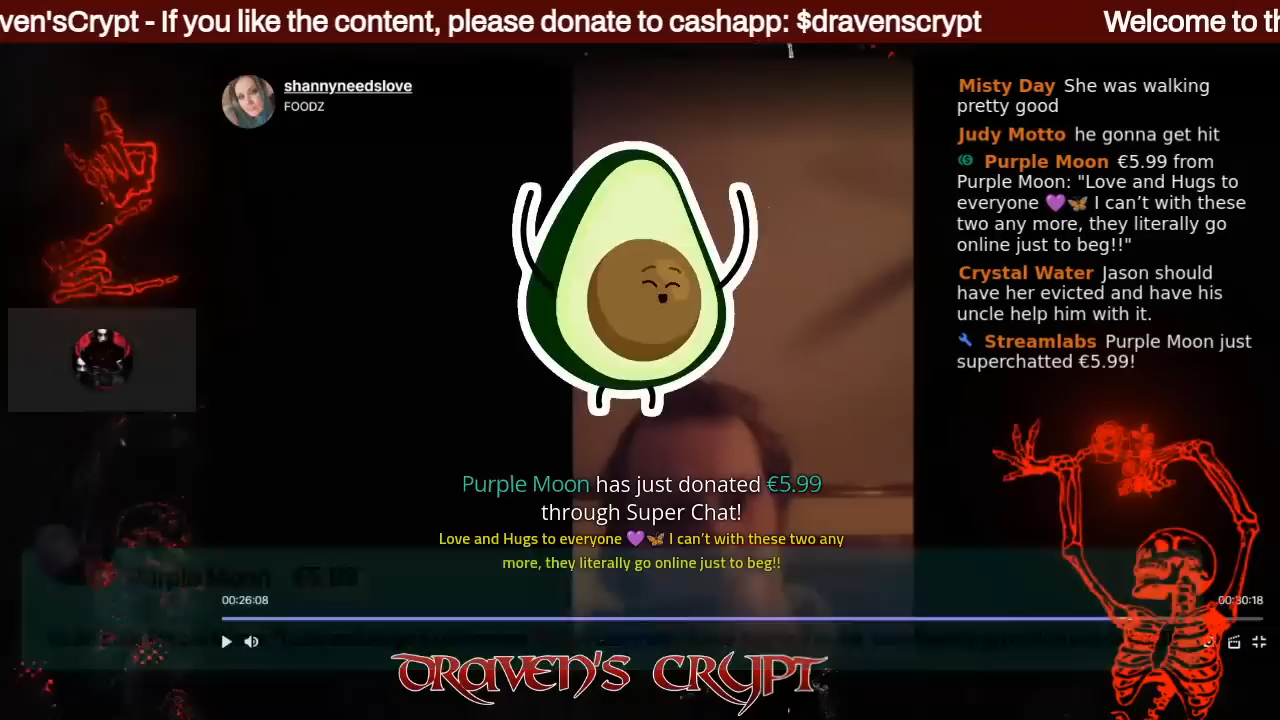 ven'sCrypt - If you like the content, please donate to cashapp: $dravenscrypt Welcome to th
shannyneedslove
FOODZ
Misty Day She was walking
pretty good
Judy Motto he gonna get hit
Purple Moon €5.99 from
Purple Moon: "Love and Hugs to
everyone 💜🦋 I can’t with these
two any more, they literally go
online just to beg!!"
Crystal Water Jason should
have her evicted and have his
uncle help him with it.
Streamlabs Purple Moon just
superchatted €5.99!
Purple Moon has just donated €5.99
through Super Chat!
Love and Hugs to everyone 💜🦋 I can’t with these two any
more, they literally go online just to beg!!
Purple Moon €5.99
00:26:08
00:30:18
DRAVEN'S CRYPT